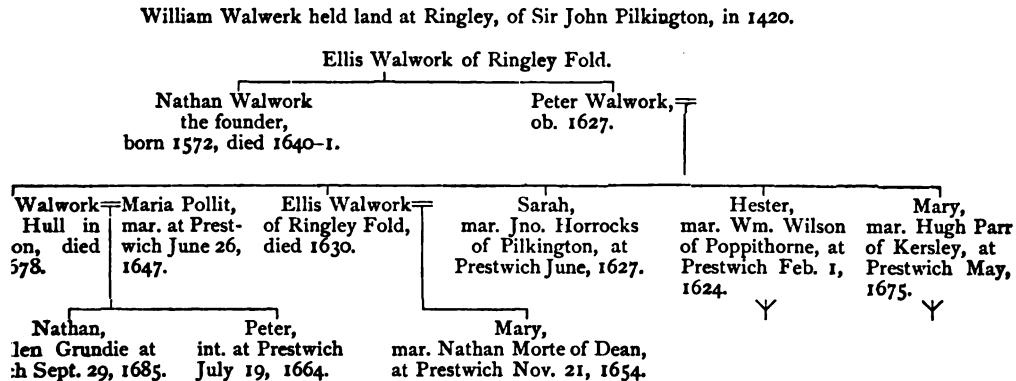 William Walwerk held land at Ringley, of Sir John Pilkington, in 1420.
Ellis Walwork of Ringley Fold.
Nathan Walwork
the founder,
born 1572, died 1640–1.
Peter Walwork,
ob. 1627.
Walwork
Hull in
died
Maria Pollit,
mar. at Prest-
wich June 26,
1647.
Ellis Walwork
of Ringley Fold,
died 1630.
Sarah,
mar. Jno. Horrocks
of Pilkington, at
Prestwich June, 1627.
Hester,
mar. Wm. Wilson
of Poppithorne, at
Prestwich Feb. 1,
1624.
Mary,
mar. Hugh Parr
of Kersley, at
Prestwich May,
1675.
Nathan,
Grundie at
Sept. 29, 1685.
Peter,
int. at Prestwich
July 19, 1664.
Mary,
mar. Nathan Morte of Dean,
at Prestwich Nov. 21, 1654.